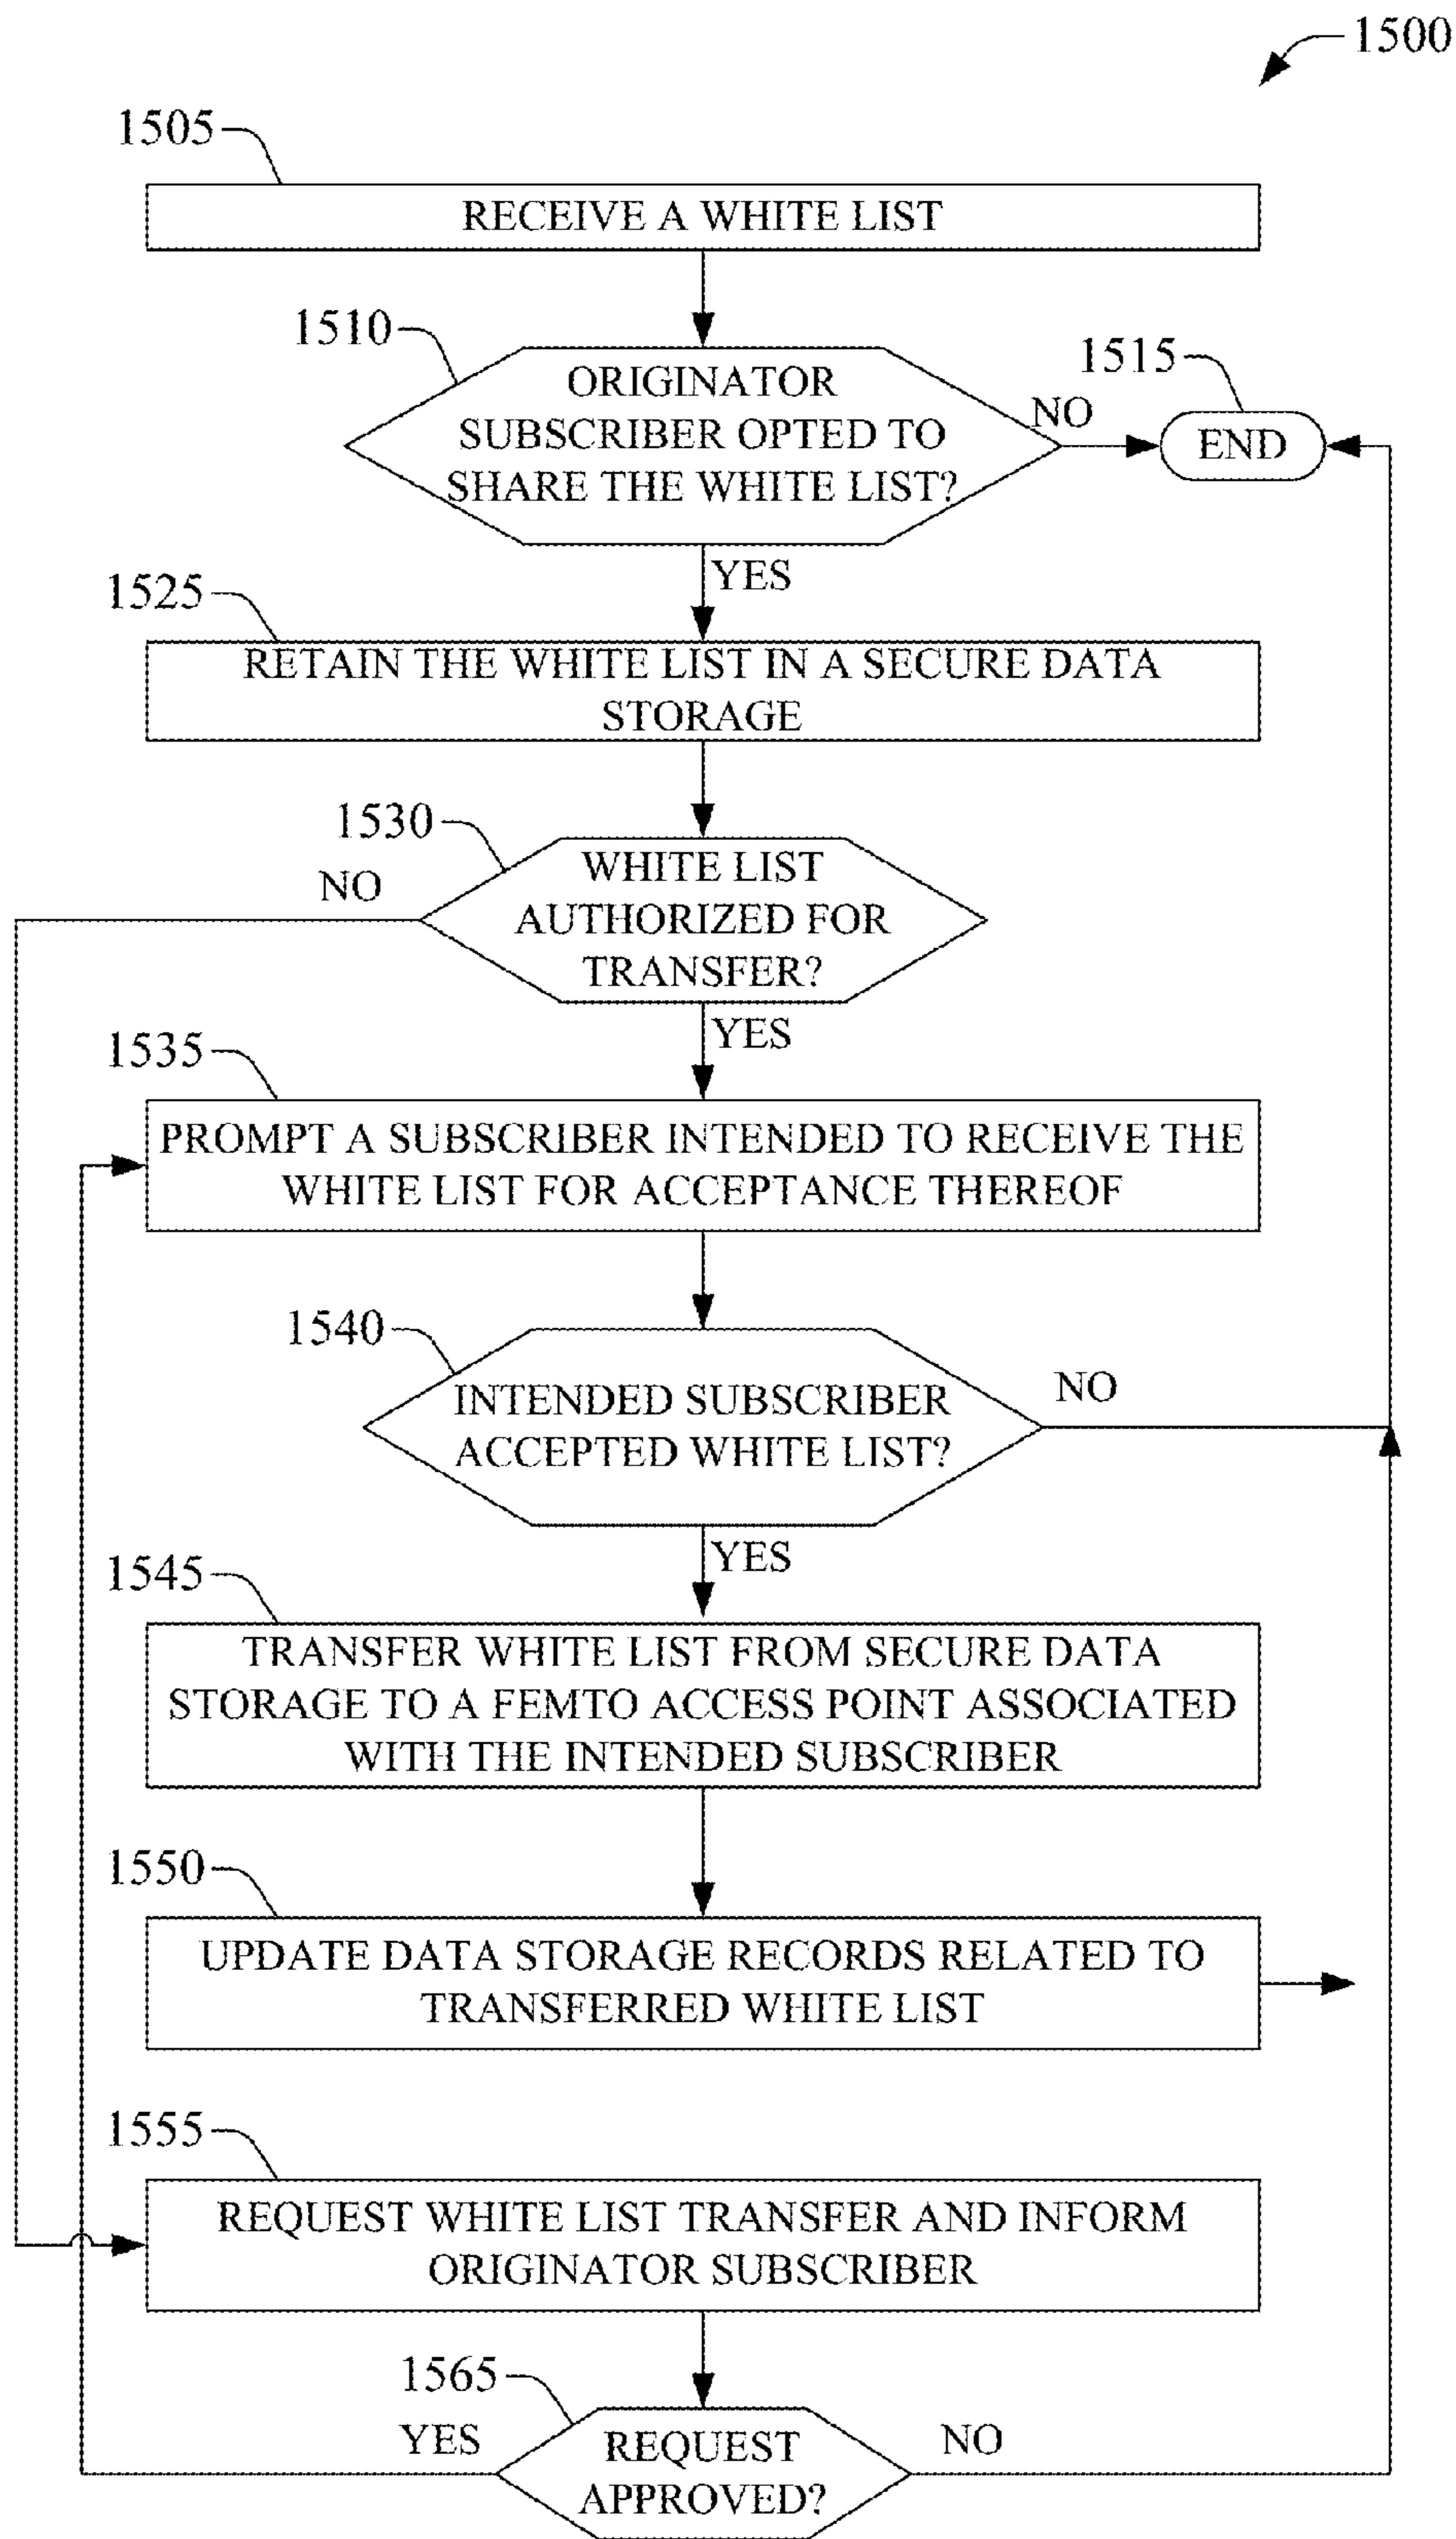 1500
1505
RECEIVE A WHITE LIST
1510
ORIGINATOR
SUBSCRIBER OPTED TO
SHARE THE WHITE LIST?
NO
1515
END
YES
1525
RETAIN THE WHITE LIST IN A SECURE DATA
STORAGE
1530
NO
WHITE LIST
AUTHORIZED FOR
TRANSFER?
YES
1535
PROMPT A SUBSCRIBER INTENDED TO RECEIVE THE
WHITE LIST FOR ACCEPTANCE THEREOF
1540
INTENDED SUBSCRIBER
ACCEPTED WHITE LIST?
NO
YES
1545
TRANSFER WHITE LIST FROM SECURE DATA
STORAGE TO A FEMTO ACCESS POINT ASSOCIATED
WITH THE INTENDED SUBSCRIBER
1550
UPDATE DATA STORAGE RECORDS RELATED TO
TRANSFERRED WHITE LIST
1555
REQUEST WHITE LIST TRANSFER AND INFORM
ORIGINATOR SUBSCRIBER
1565
YES
REQUEST
APPROVED?
NO